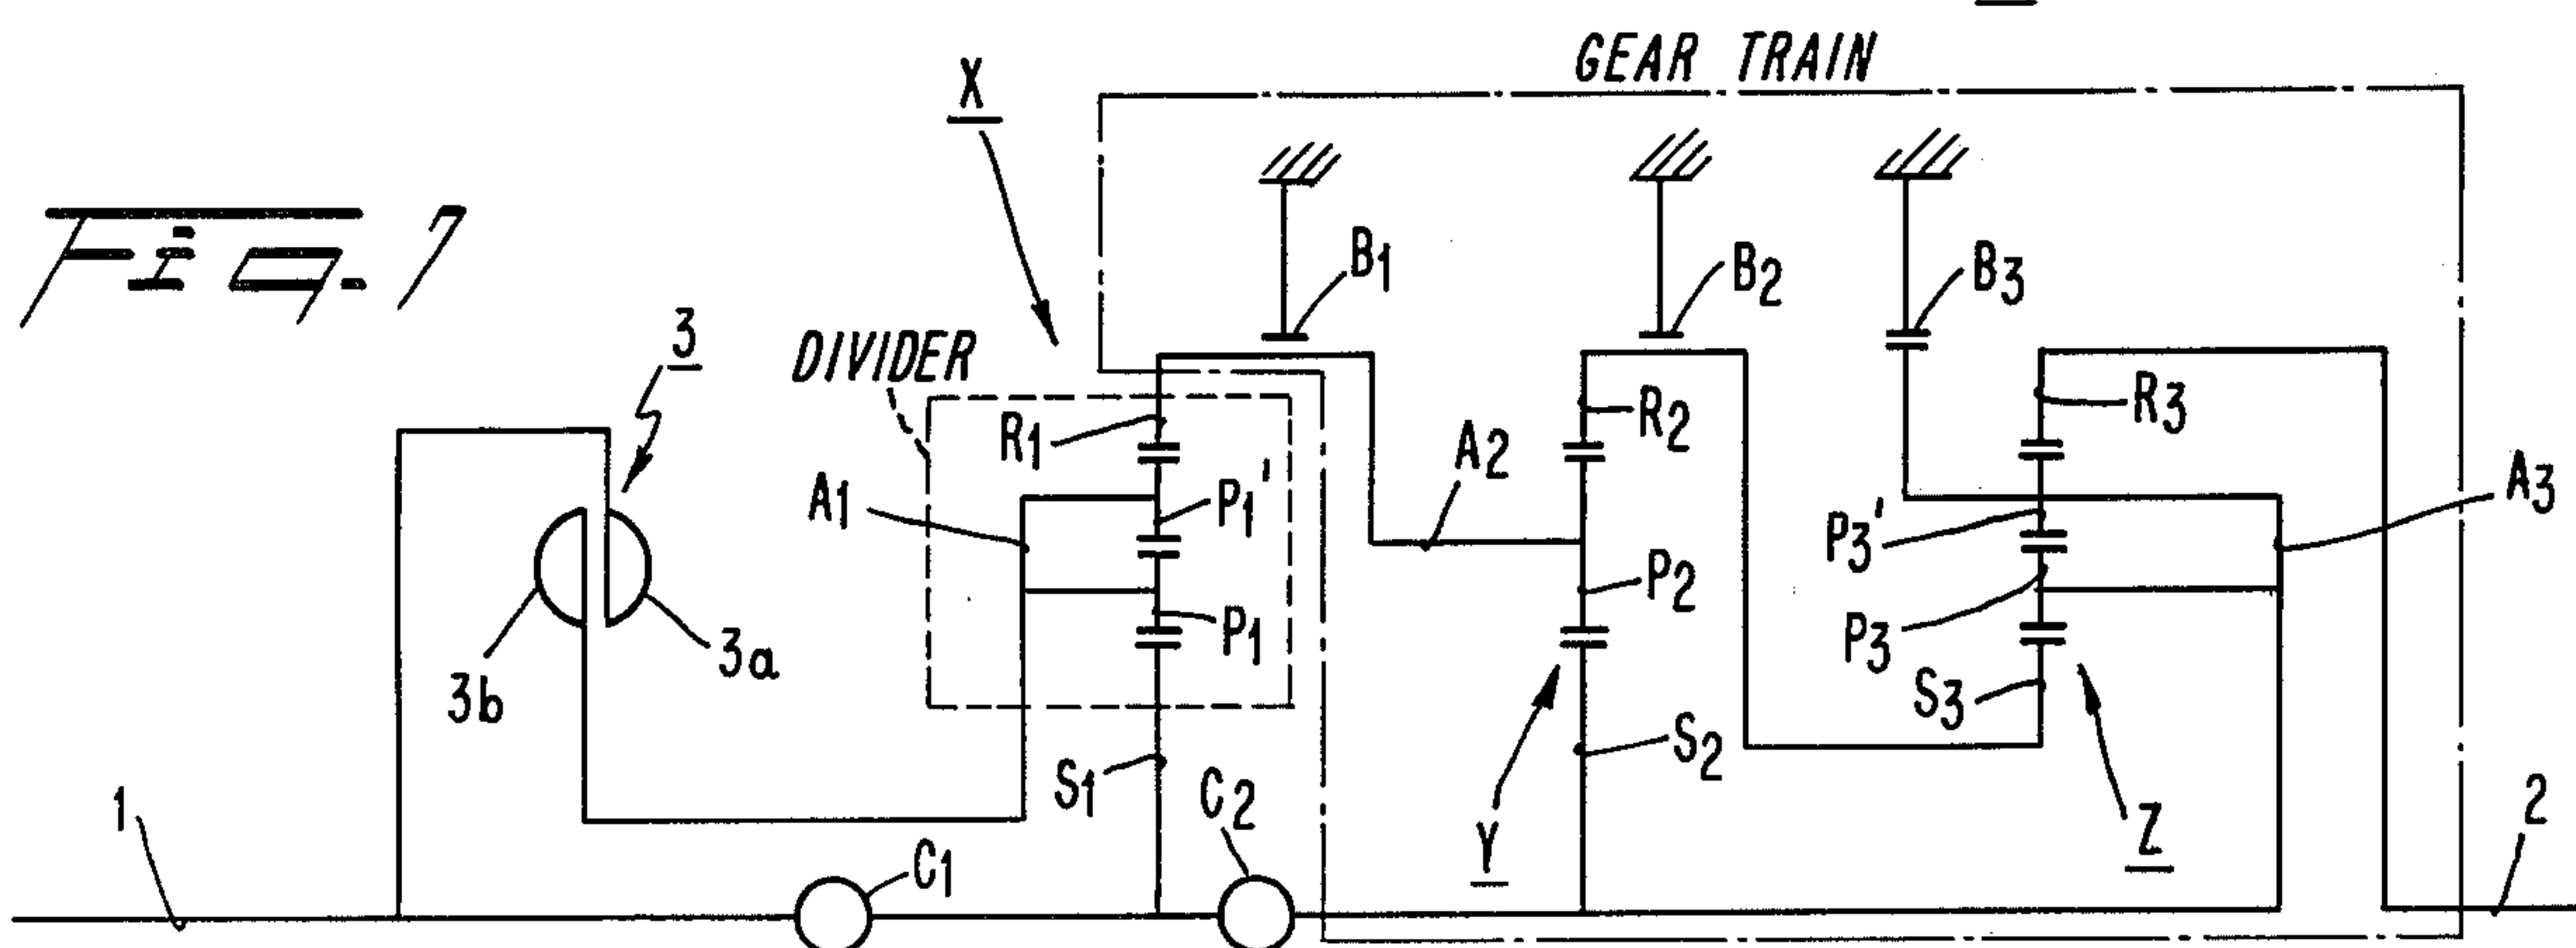 GEAR TRAIN
X
Fig. 7
B1
B2
B3
3
DIVIDER
R1
R2
R3
A1
P1'
A2
P3'
A3
3b
3a
P1
P2
P3
S1
C2
S2
S3
1
C1
Y
Z
2